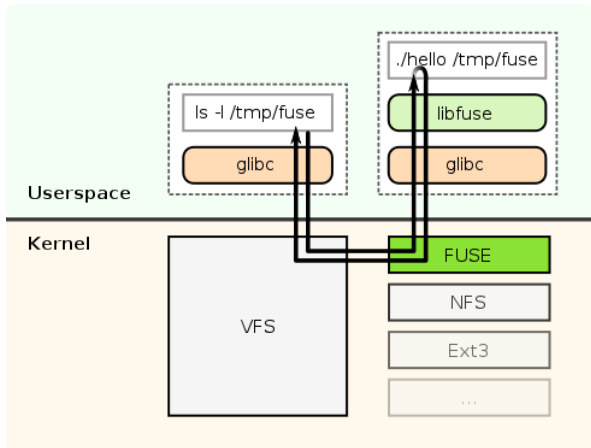 ./hello /tmp/fuse
ls -l /tmp/fuse
libfuse
glibc
glibc
Userspace
Kernel
FUSE
NFS
VFS
Ext3
...